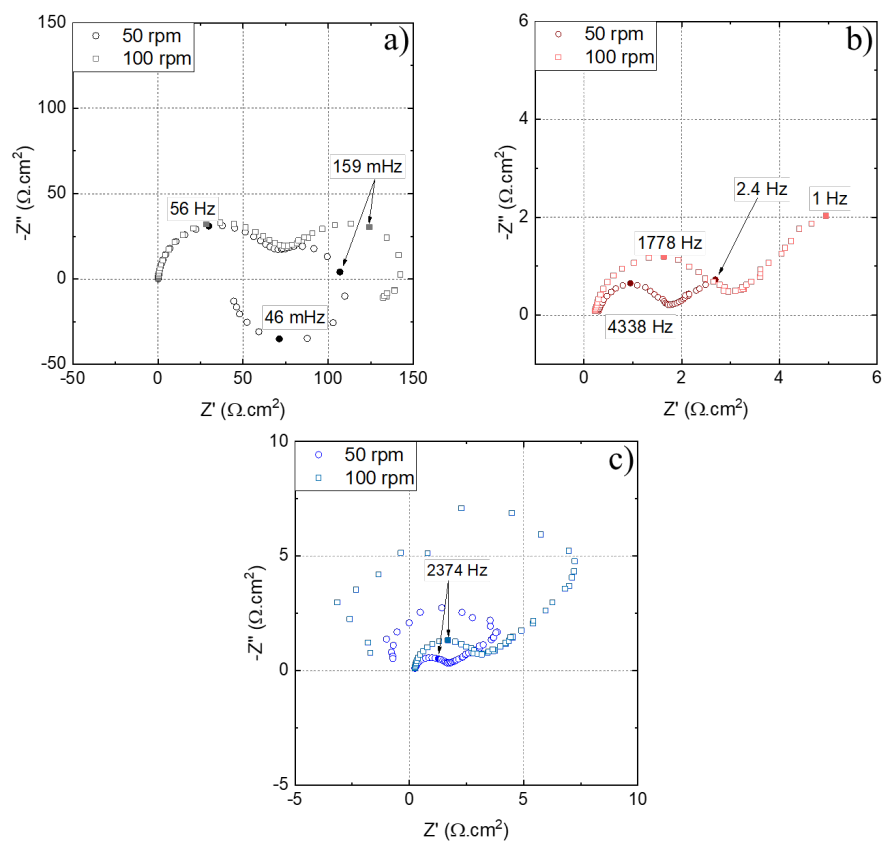 a)
50 rpm
100 rpm
150
100
50
0
-50
-50
0
50
100
150
-Z'' (Ω.cm²)
Z' (Ω.cm²)
56 Hz
159 mHz
46 mHz
b)
50 rpm
100 rpm
-6
6
4
2
0
0
2
4
6
-Z'' (Ω.cm²)
Z' (Ω.cm²)
2.4 Hz
1 Hz
1778 Hz
4338 Hz
c)
50 rpm
100 rpm
10
5
0
-5
-5
0
5
10
-Z'' (Ω.cm²)
Z' (Ω.cm²)
2374 Hz